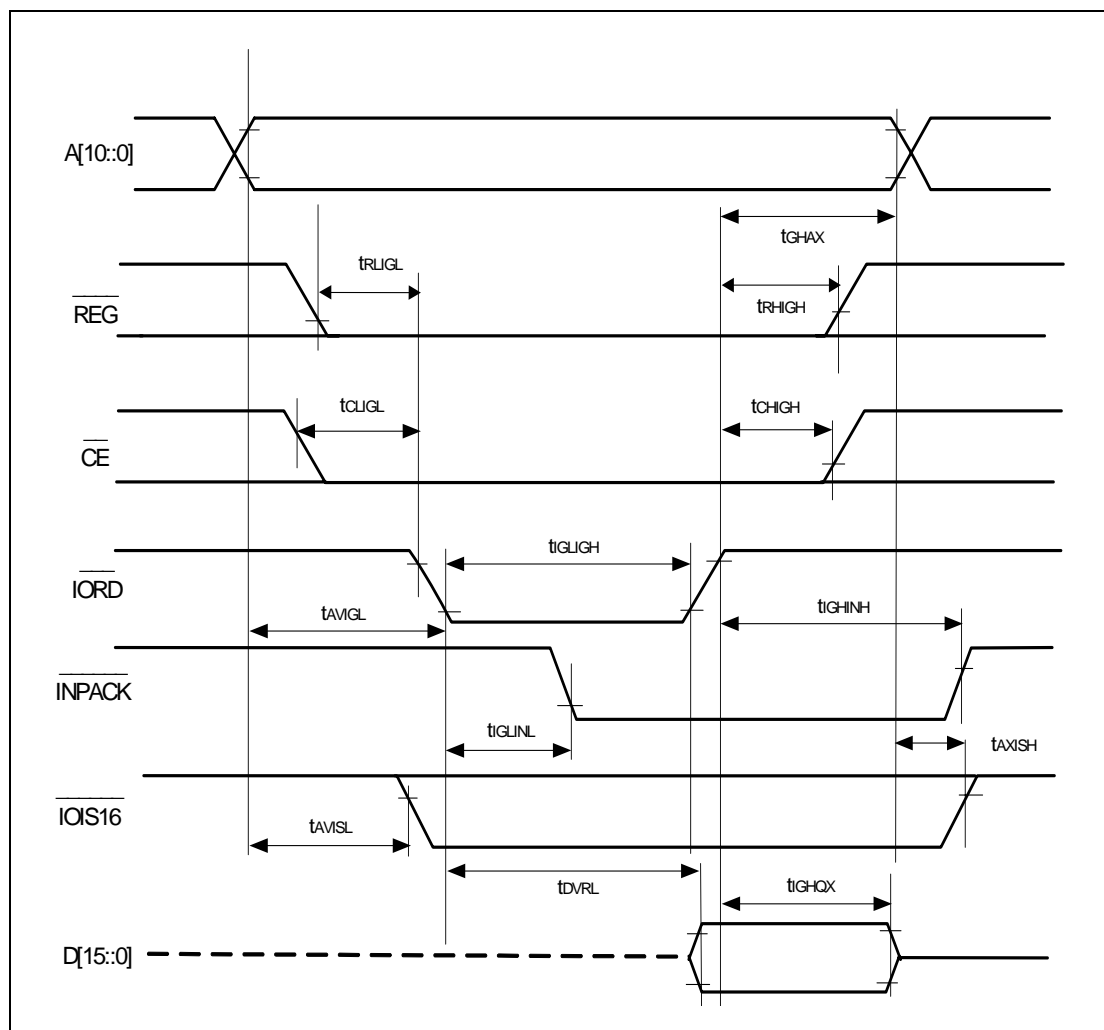 A[10::0]
tGHAX
tRLIGL
REG
tRHIGH
tCLIGL
tCHIGH
CE
tIGLIGH
IORD
tAVIGL
tIGHINH
INPACK
tIGLINL
tAXISH
IOIS16
tAVISL
tDVRL
tIGHQX
D[15::0]